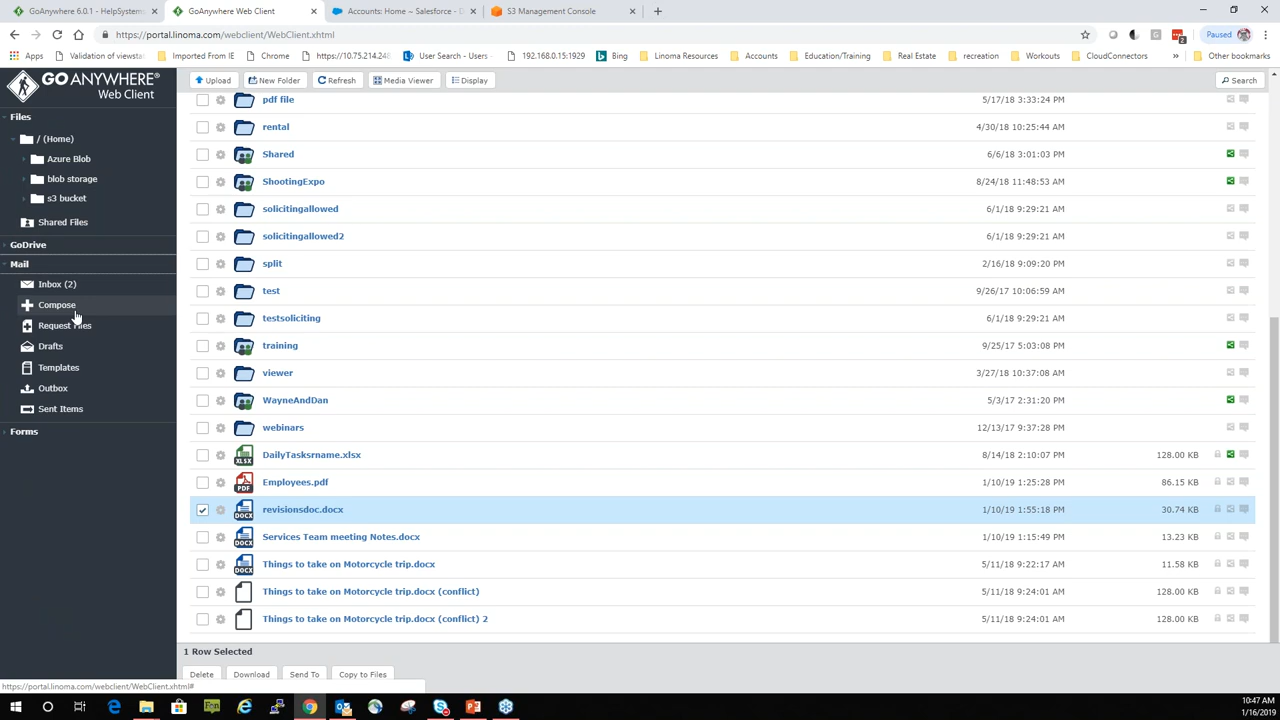 GoAnywhere 6.0.1 - HelpSystems
GoAnywhere Web Client
Accounts: Home ~ Salesforce - D
S3 Management Console
https://portal.linoma.com/webclient/WebClient.xhtml
Paused
Apps
Validation of viewstat
Imported From IE
Chrome
https://10.75.214.248
User Search - Users
192.168.0.15:1929
Bing
Linoma Resources
Accounts
Education/Training
Real Estate
recreation
Workouts
CloudConnectors
Other bookmarks
GO ANYWHERE®
Web Client
Upload
New Folder
Refresh
Media Viewer
Display
Search
Files
/ (Home)
Azure Blob
blob storage
s3 bucket
Shared Files
GoDrive
Mail
Inbox (2)
Compose
Request Files
Drafts
Templates
Outbox
Sent Items
Forms
pdf file 5/17/18 3:33:24 PM
rental 4/30/18 10:25:44 AM
Shared 6/6/18 3:01:03 PM
ShootingExpo 8/24/18 11:48:53 AM
solicitingallowed 6/1/18 9:29:21 AM
solicitingallowed2 6/1/18 9:29:21 AM
split 2/16/18 9:09:20 PM
test 9/26/17 10:06:59 AM
testsoliciting 6/1/18 9:29:21 AM
training 9/25/17 5:03:08 PM
viewer 3/27/18 10:37:08 AM
WayneAndDan 5/3/17 2:31:20 PM
webinars 12/13/17 9:37:28 PM
XLSX DailyTasksrname.xlsx 8/14/18 2:10:07 PM 128.00 KB
PDF Employees.pdf 1/10/19 1:25:28 PM 86.15 KB
DOCX revisionsdoc.docx 1/10/19 1:55:18 PM 30.74 KB
DOCX Services Team meeting Notes.docx 1/10/19 1:15:49 PM 13.23 KB
DOCX Things to take on Motorcycle trip.docx 5/11/18 9:22:17 AM 11.58 KB
Things to take on Motorcycle trip.docx (conflict) 5/11/18 9:24:01 AM 128.00 KB
Things to take on Motorcycle trip.docx (conflict) 2 5/11/18 9:24:01 AM 128.00 KB
1 Row Selected
Delete
Download
Send To
Copy to Files
https://portal.linoma.com/webclient/WebClient.xhtml#
10:47 AM
1/16/2019